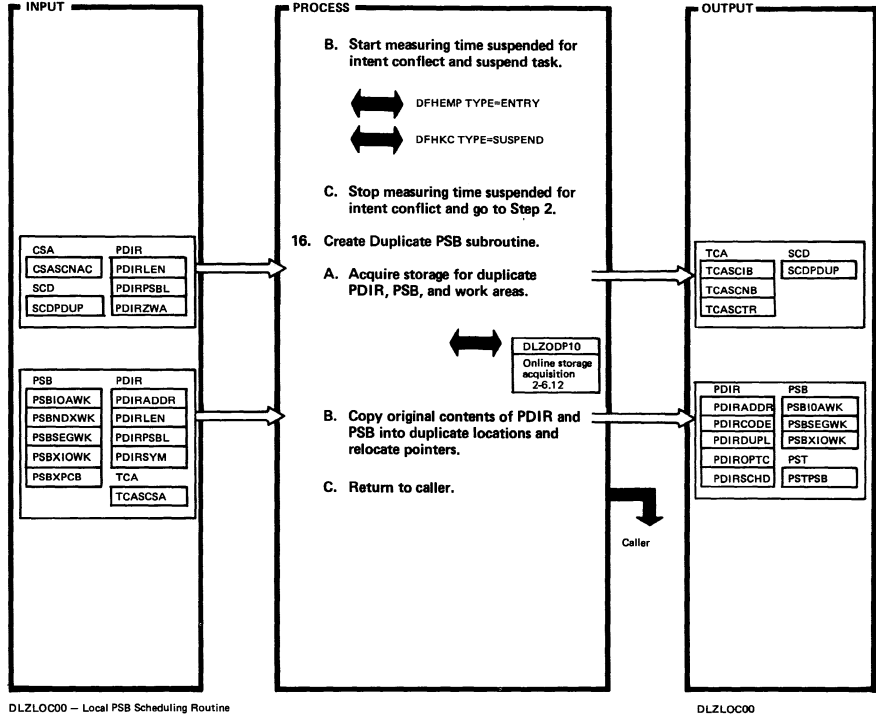 INPUT
PROCESS
OUTPUT
B. Start measuring time suspended for
intent conflect and suspend task.
DFHEMP TYPE=ENTRY
DFHKC TYPE=SUSPEND
C. Stop measuring time suspended for
intent conflict and go to Step 2.
CSA PDIR
CSASCNAC PDIRLEN
SCD PDIRPSBL
SCDPDUP PDIRZWA
16. Create Duplicate PSB subroutine.
A. Acquire storage for duplicate
PDIR, PSB, and work areas.
TCA SCD
TCASCIB SCDPDUP
TCASCNB
TCASCTR
DLZODP10
Online storage
acquisition
2-6.12
PSB PDIR
PSBIOAWK PDIRADDR
PSBNDXWK PDIRLEN
PSBSEGWK PDIRPSBL
PSBXIOWK PDIRSYM
PSBXPCB TCA
TCASCSA
B. Copy original contents of PDIR and
PSB into duplicate locations and
relocate pointers.
PDIR PSB
PDIRADDR PSBI0AWK
PDIRCODE PSBSEGWK
PDIRDUPL PSBXIOWK
PDIROPTC PST
PDIRSCHD PSTPSB
C. Return to caller.
Caller
DLZLOC00 – Local PSB Scheduling Routine
DLZLOC00